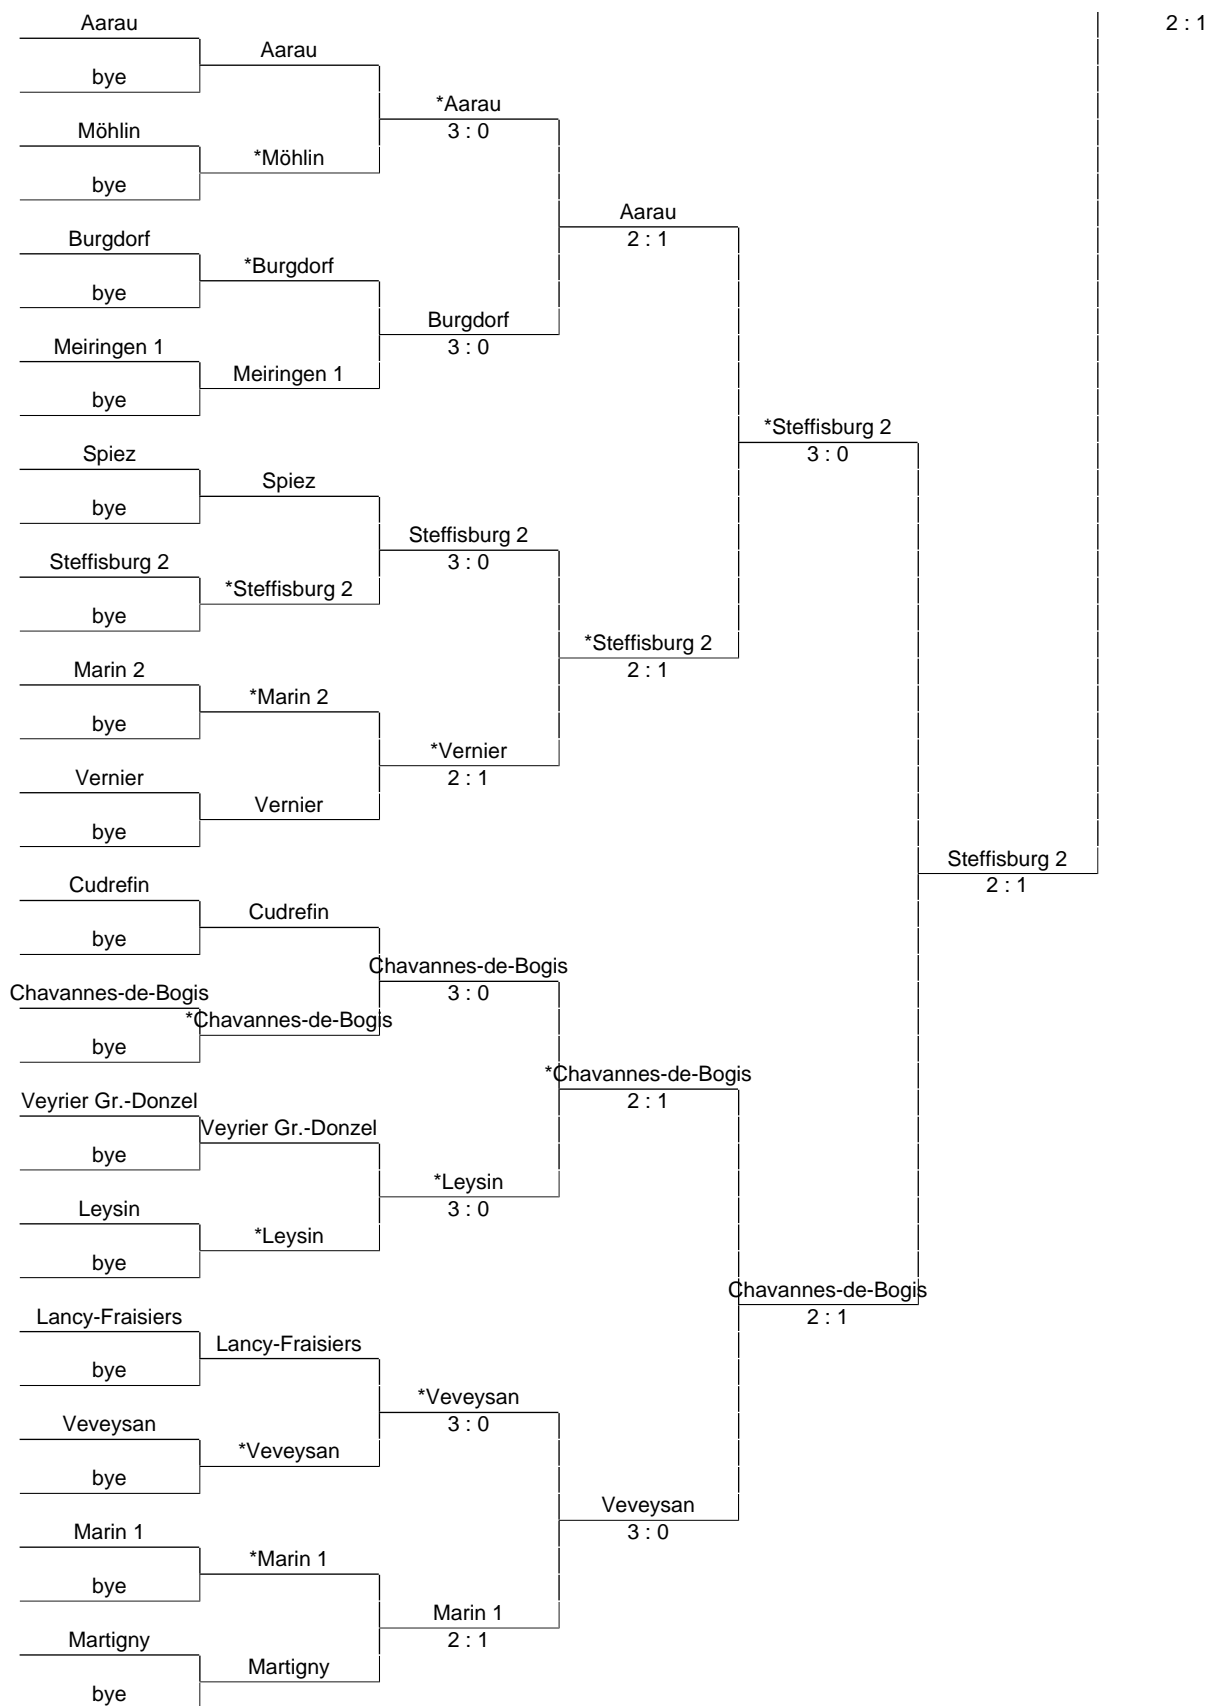 Aarau
2 : 1
Aarau
bye
*Aarau
3 : 0
Möhlin
*Möhlin
bye
Aarau
2 : 1
Burgdorf
*Burgdorf
bye
Burgdorf
3 : 0
Meiringen 1
Meiringen 1
bye
*Steffisburg 2
3 : 0
Spiez
Spiez
bye
Steffisburg 2
3 : 0
Steffisburg 2
*Steffisburg 2
bye
*Steffisburg 2
2 : 1
Marin 2
*Marin 2
bye
*Vernier
2 : 1
Vernier
Vernier
bye
Steffisburg 2
2 : 1
Cudrefin
Cudrefin
bye
Chavannes-de-Bogis
3 : 0
Chavannes-de-Bogis
*Chavannes-de-Bogis
bye
*Chavannes-de-Bogis
2 : 1
Veyrier Gr.-Donzel
Veyrier Gr.-Donzel
bye
*Leysin
3 : 0
Leysin
*Leysin
bye
Chavannes-de-Bogis
2 : 1
Lancy-Fraisiers
Lancy-Fraisiers
bye
*Veveysan
3 : 0
Veveysan
*Veveysan
bye
Veveysan
3 : 0
Marin 1
*Marin 1
bye
Marin 1
2 : 1
Martigny
Martigny
bye